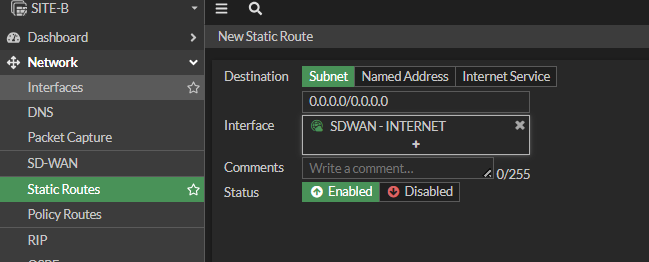 SITE-B
Dashboard
Network
Interfaces
DNS
Packet Capture
SD-WAN
Static Routes
Policy Routes
RIP
New Static Route
Destination Subnet Named Address Internet Service
0.0.0.0/0.0.0.0
Interface SDWAN - INTERNET
+
Comments Write a comment... 0/255
Status Enabled Disabled